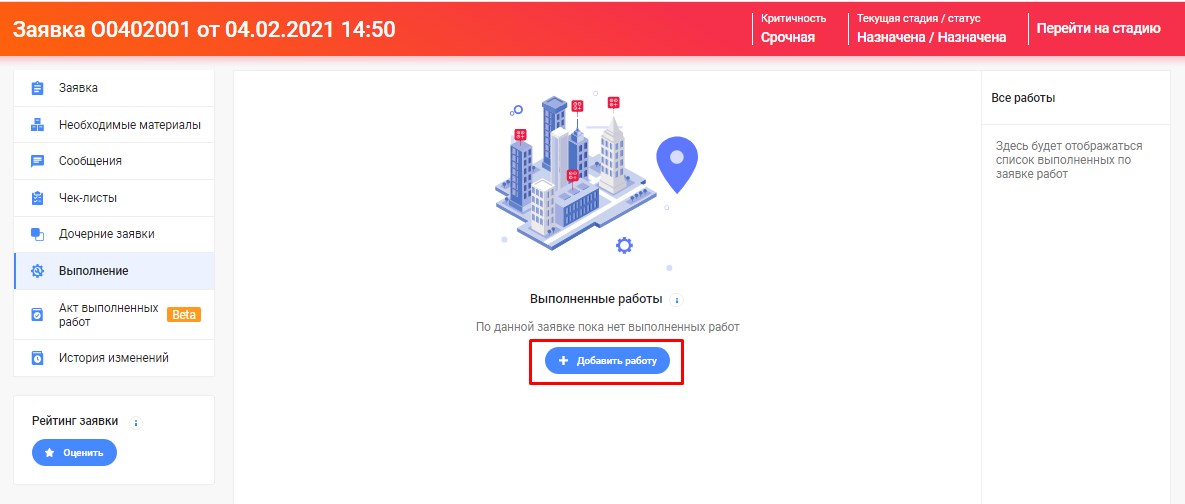 Заявка O0402001 от 04.02.2021 14:50
Критичность
Срочная
Текущая стадия / статус
Назначена / Назначена
Перейти на стадию
Заявка
Необходимые материалы
Сообщения
Чек-листы
Дочерние заявки
Выполнение
Акт выполненных
работ
Beta
История изменений
Рейтинг заявки
Оценить
Выполненные работы
По данной заявке пока нет выполненных работ
Добавить работу
Все работы
Здесь будет отображаться
список выполненных по
заявке работ